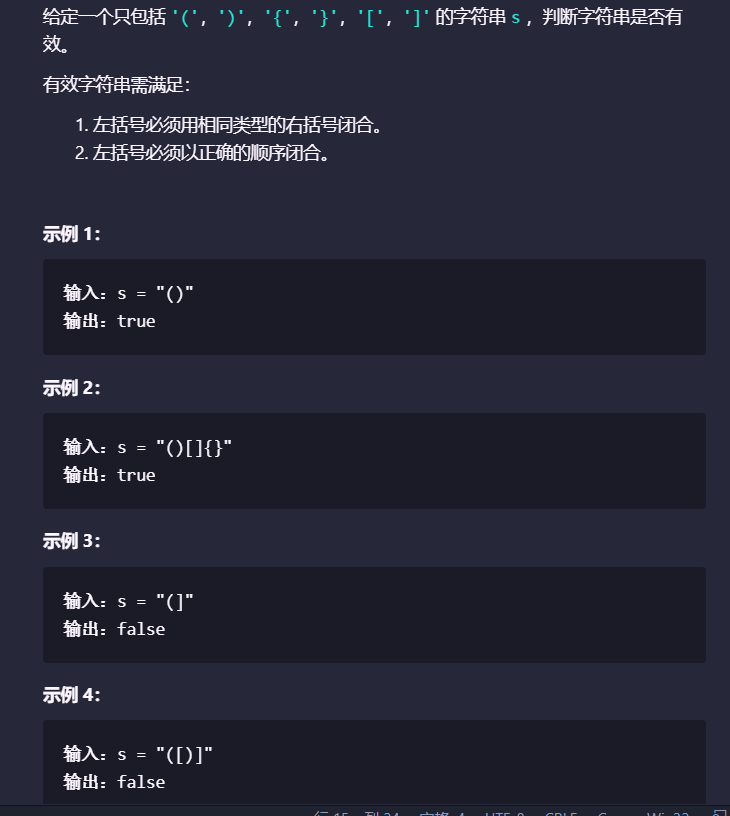 给定一个只包括 '(', ')', '{', '}', '[', ']' 的字符串 s ，判断字符串是否有
效。
有效字符串需满足：
1. 左括号必须用相同类型的右括号闭合。
2. 左括号必须以正确的顺序闭合。
示例 1：
输入：s = "()"
输出：true
示例 2：
输入：s = "()[]{}"
输出：true
示例 3：
输入：s = "(]"
输出：false
示例 4：
输入：s = "([)]"
输出：false